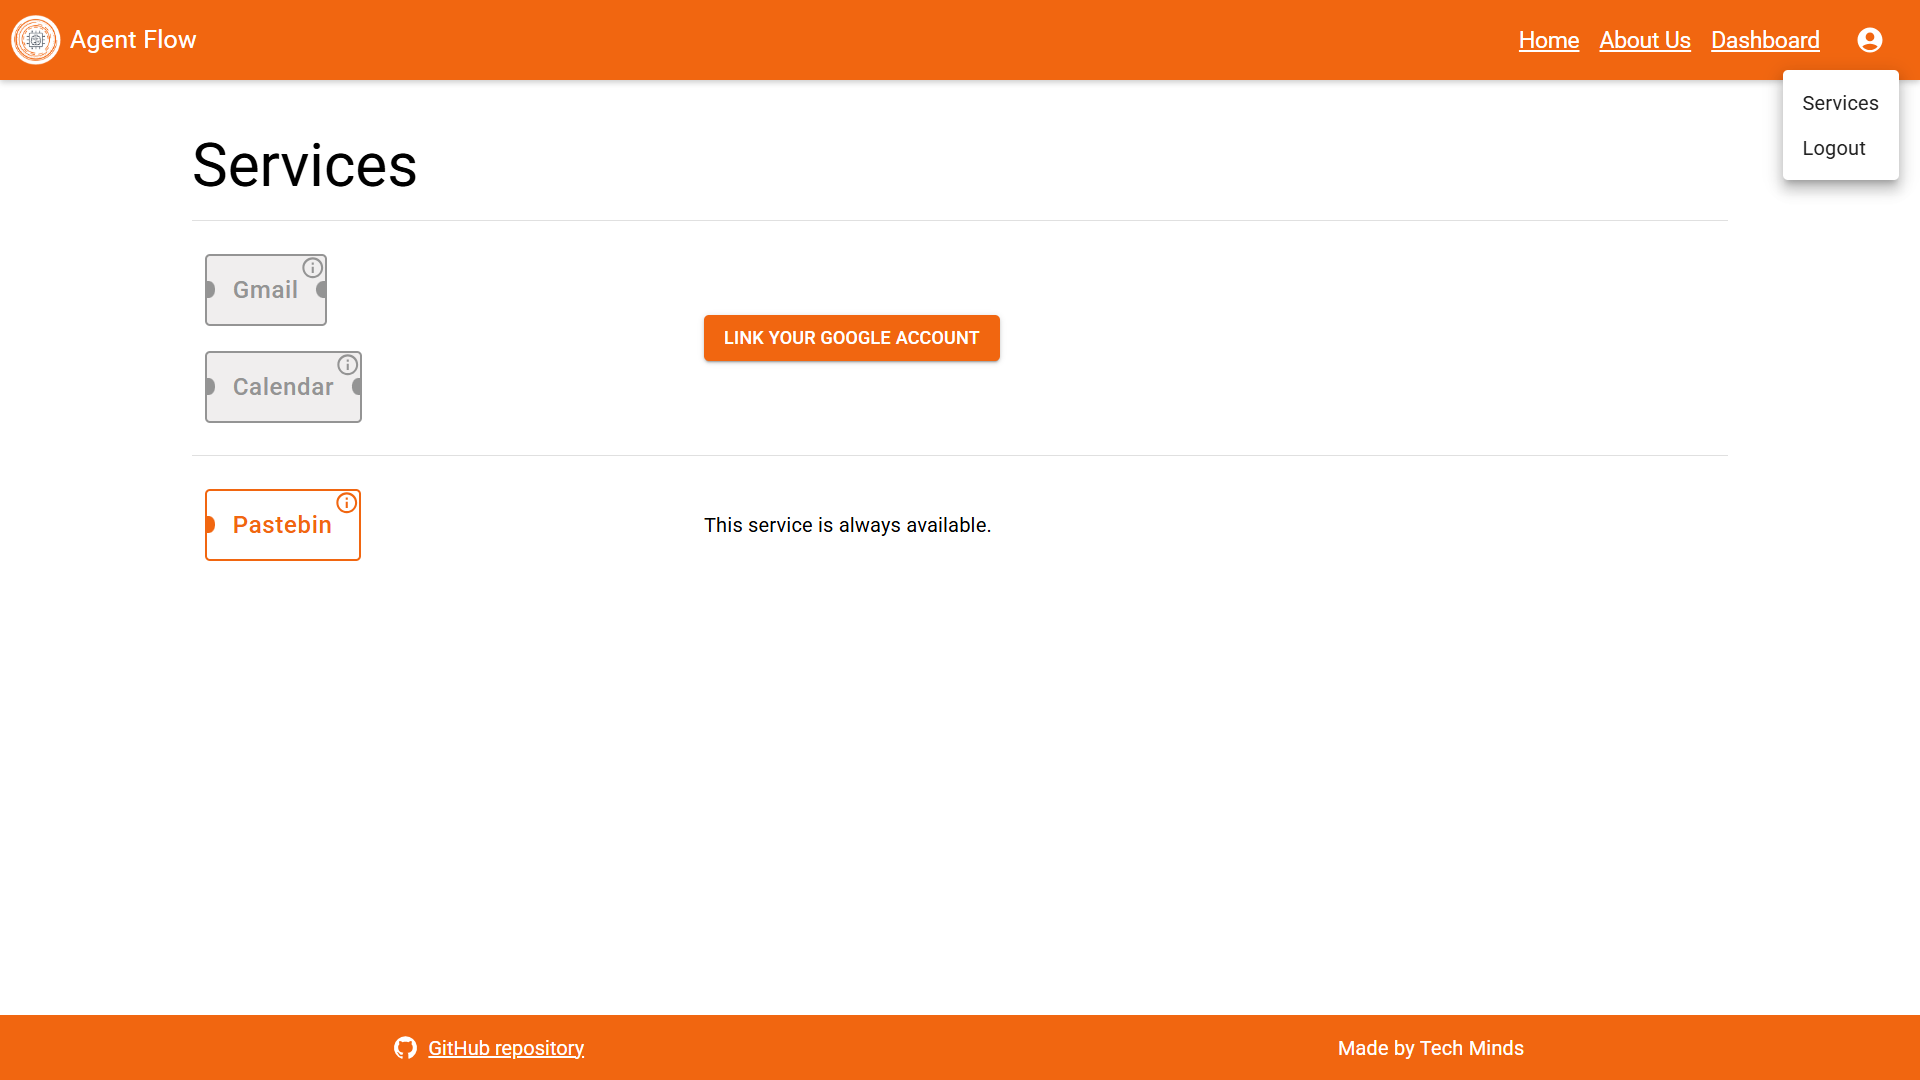 Agent Flow
Home About Us Dashboard
Services
Logout
Services
Gmail
Calendar
LINK YOUR GOOGLE ACCOUNT
Pastebin
This service is always available.
GitHub repository
Made by Tech Minds